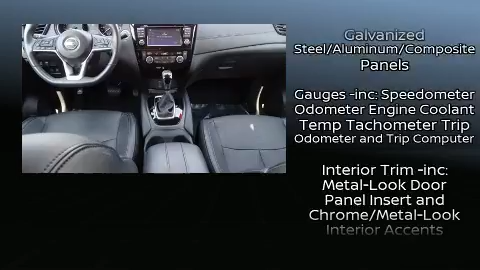 Galvanized
Steel/Aluminum/Composite
Panels
Gauges -inc: Speedometer
Odometer Engine Coolant
Temp Tachometer Trip
Odometer and Trip Computer
Interior Trim -inc:
Metal-Look Door
Panel Insert and
Chrome/Metal-Look
Interior Accents